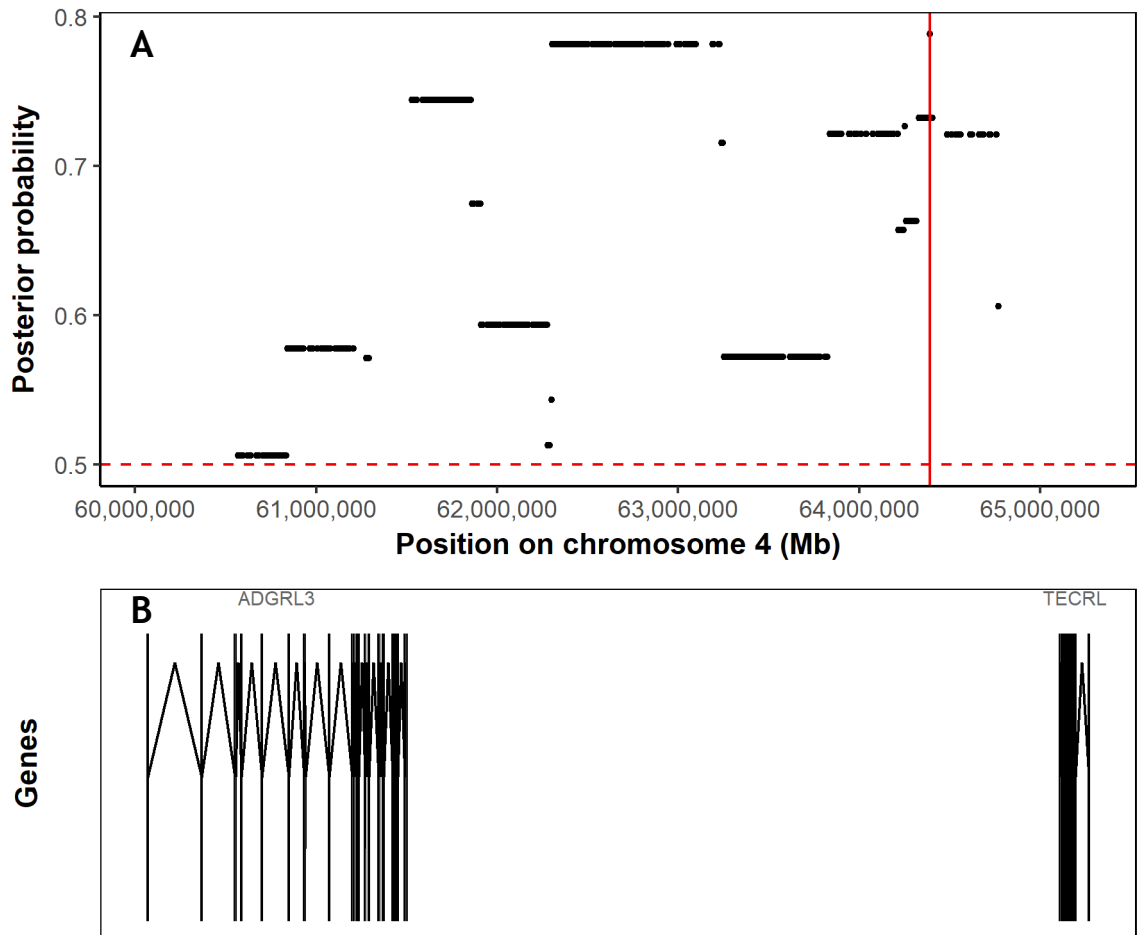 A
0.8
0.7
0.6
0.5
Posterior probability
60,000,000 61,000,000 62,000,000 63,000,000 64,000,000 65,000,000
Position on chromosome 4 (Mb)
B
ADGRL3 TECRL
Genes